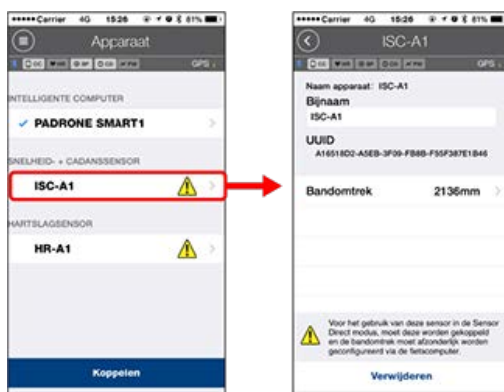 Carrier 4G 15:26 81%
Apparaat
GPS
INTELLIGENTE COMPUTER
PADRONE SMART1
SNELHEID- + CADANSSENSOR
ISC-A1
HARTSLAGSENSOR
HR-A1
Koppelen
Carrier 4G 15:26 81%
ISC-A1
GPS
Naam apparaat: ISC-A1
Bijnaam
ISC-A1
UUID
A16518D2-A5EB-3F09-FB8B-F55F387E1B46
Bandomtrek 2136mm
Voor het gebruik van deze sensor in de Sensor
Direct modus, moet deze worden gekoppeld
en de bandomtrek moet afzonderlijk worden
geconfigureerd via de fietscomputer.
Verwijderen